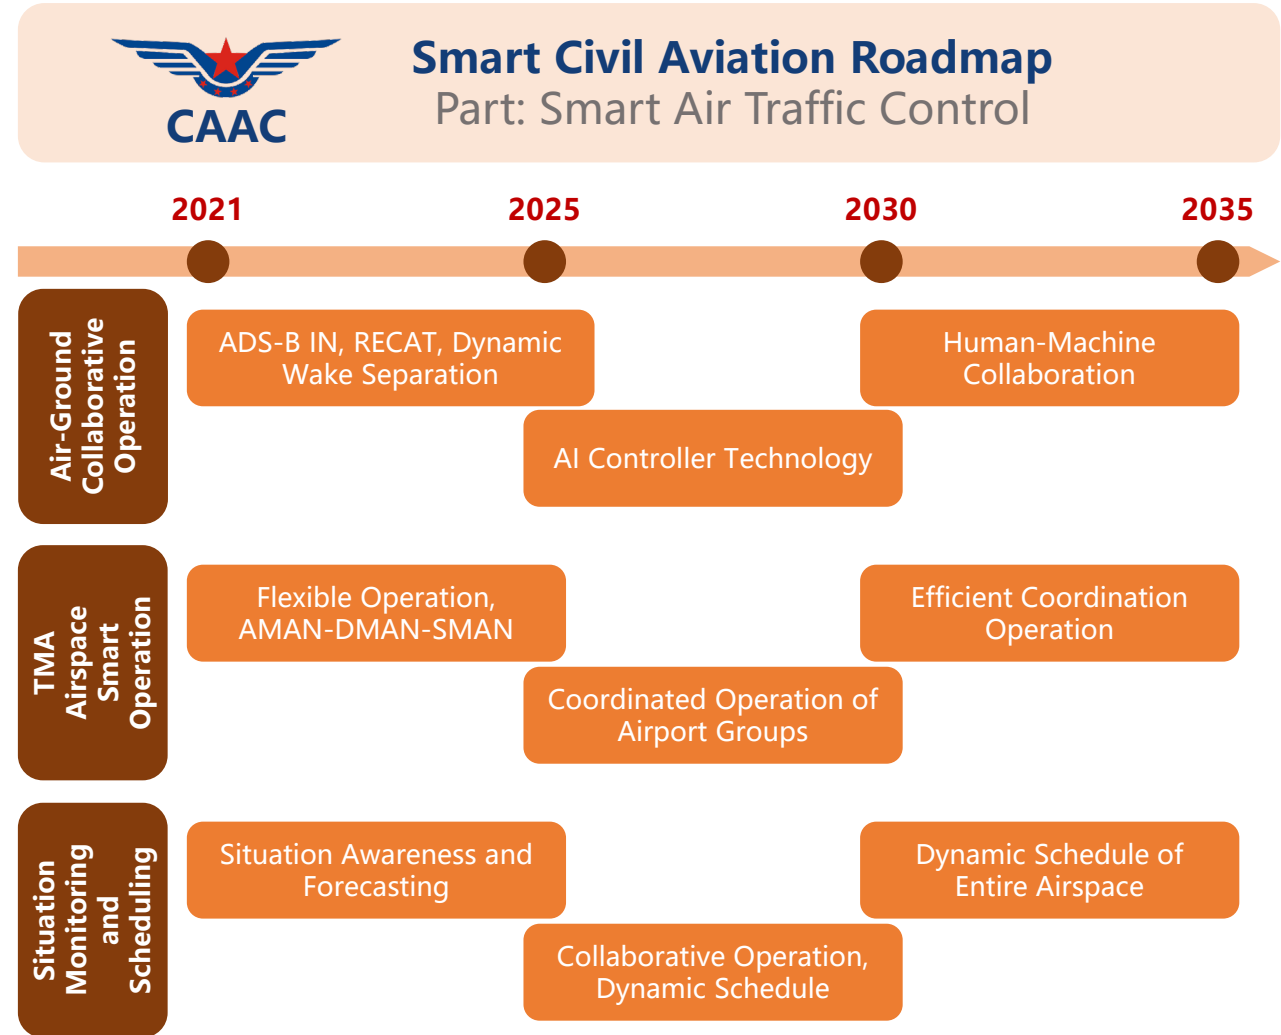 CAAC
Smart Civil Aviation Roadmap
Part: Smart Air Traffic Control
2021
2025
2030
2035
Air-Ground
Collaborative
Operation
ADS-B IN, RECAT, Dynamic
Wake Separation
Human-Machine
Collaboration
AI Controller Technology
TMA
Airspace
Smart
Operation
Flexible Operation,
AMAN-DMAN-SMAN
Efficient Coordination
Operation
Coordinated Operation of
Airport Groups
Situation
Monitoring
and
Scheduling
Situation Awareness and
Forecasting
Dynamic Schedule of
Entire Airspace
Collaborative Operation,
Dynamic Schedule